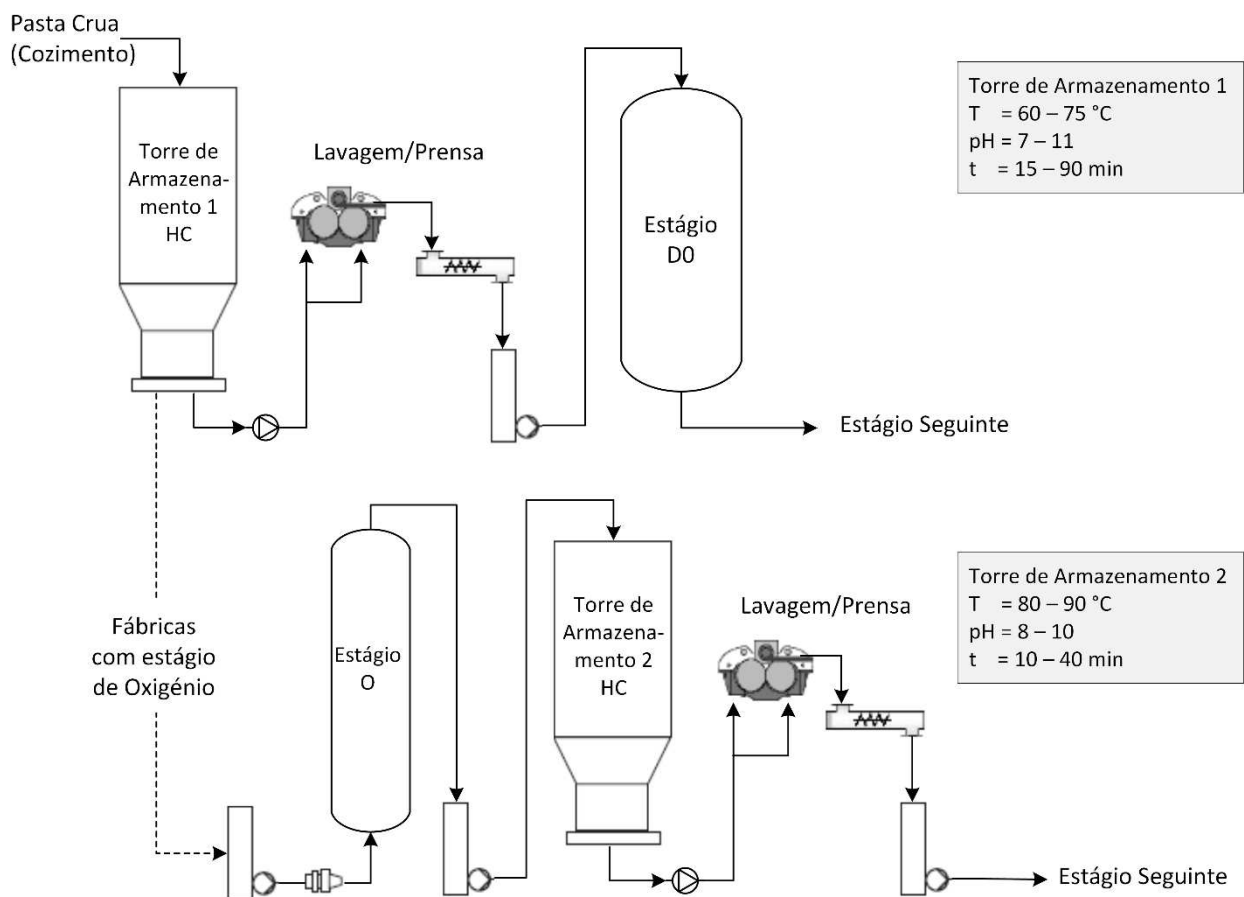 Pasta Crua
(Cozimento)
Torre de
Armazena-
mento 1
HC
Lavagem/Prensa
Estágio
D0
Torre de Armazenamento 1
T = 60 – 75 °C
pH = 7 – 11
t = 15 – 90 min
Estágio Seguinte
Fábricas
com estágio
de Oxigénio
Estágio
O
Torre de
Armazena-
mento 2
HC
Lavagem/Prensa
Torre de Armazenamento 2
T = 80 – 90 °C
pH = 8 – 10
t = 10 – 40 min
Estágio Seguinte